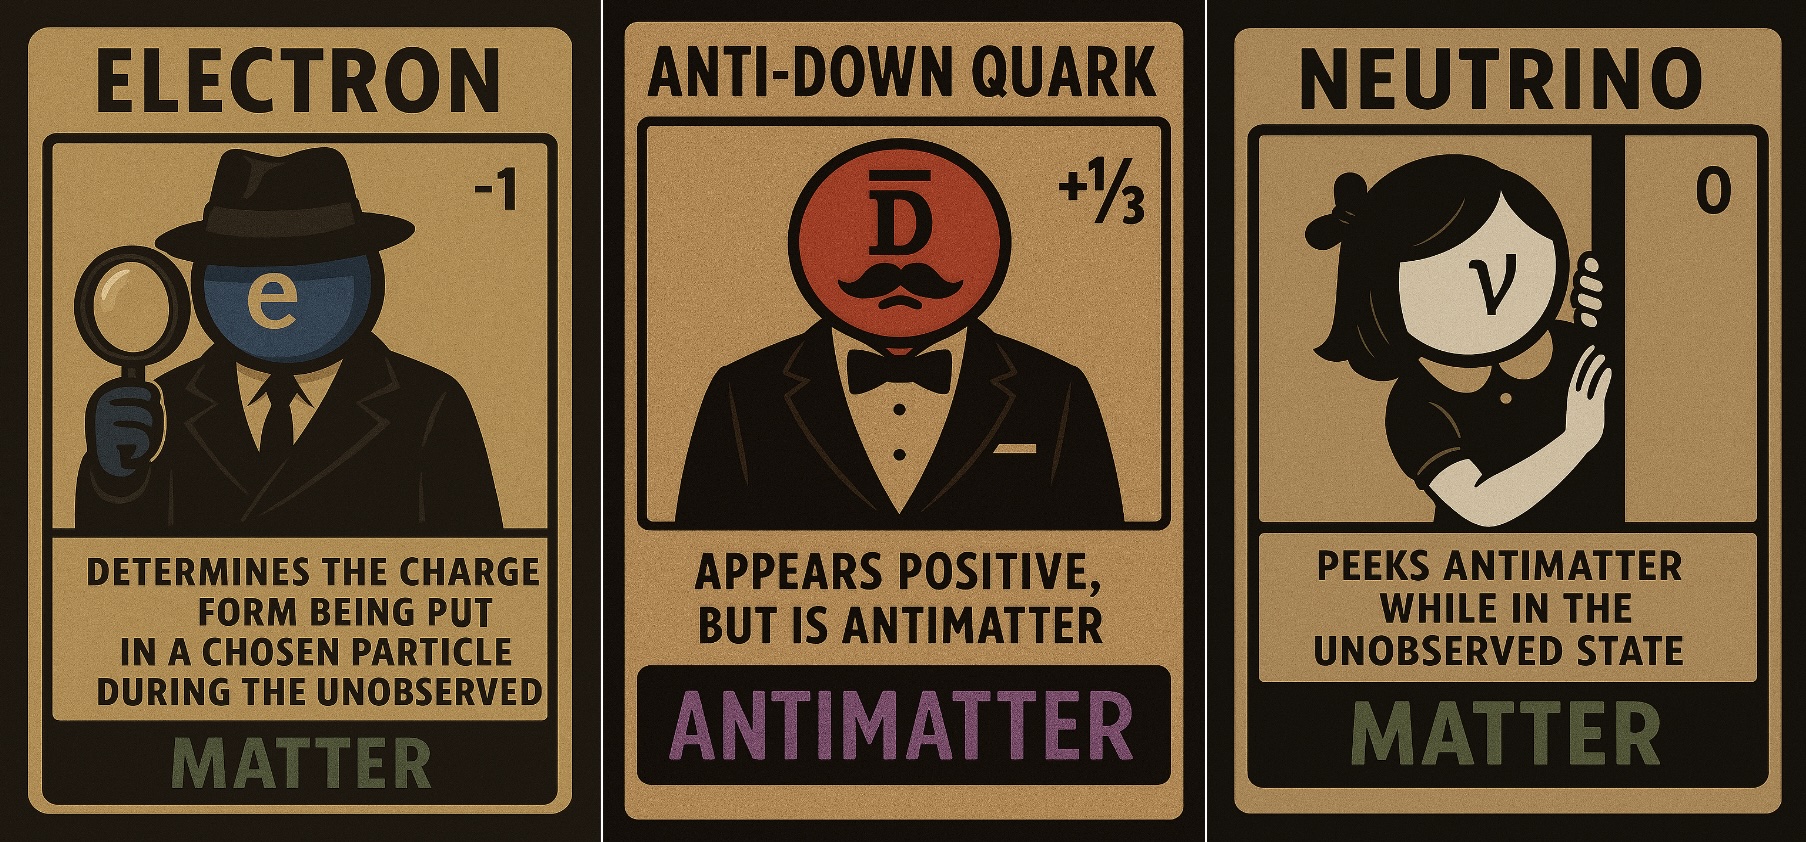 ELECTRON
-1
e
DETERMINES THE CHARGE
FORM BEING PUT
IN A CHOSEN PARTICLE
DURING THE UNOBSERVED
MATTER
ANTI-DOWN QUARK
+⅓
D̅
APPEARS POSITIVE,
BUT IS ANTIMATTER
ANTIMATTER
NEUTRINO
0
ν
PEEKS ANTIMATTER
WHILE IN THE
UNOBSERVED STATE
MATTER